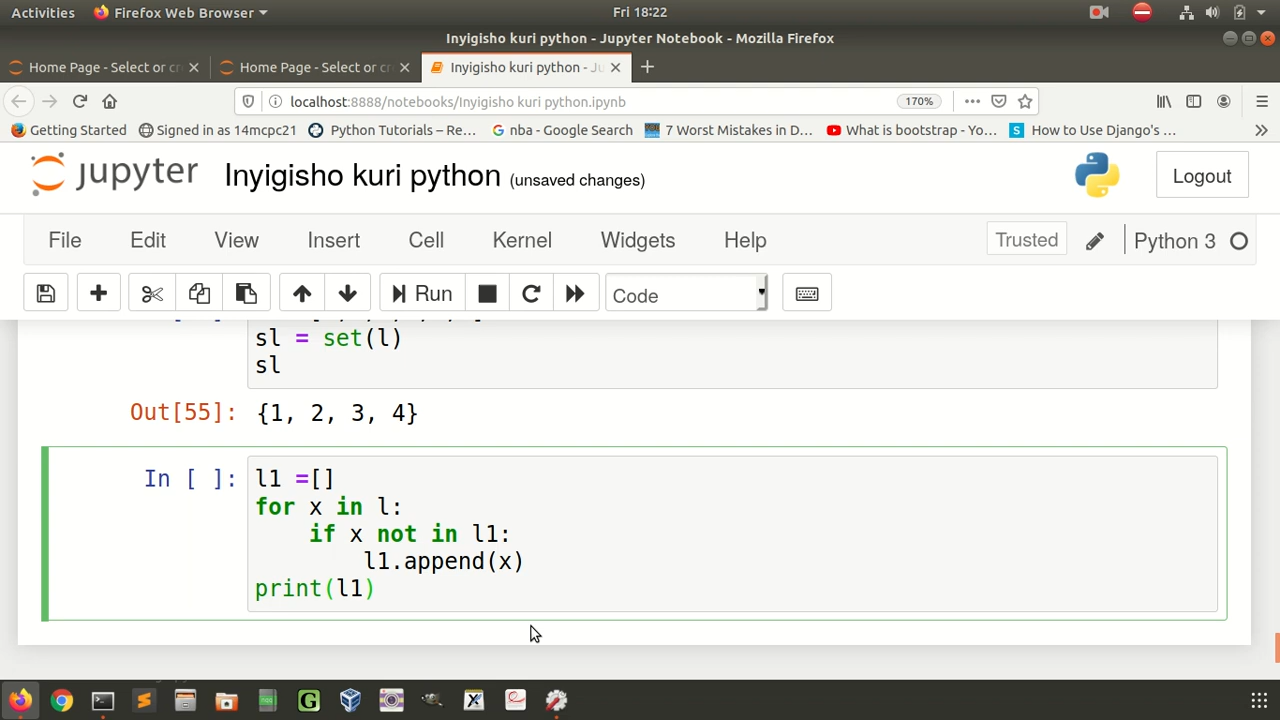 Activities Firefox Web Browser Fri 18:22
Inyigisho kuri python - Jupyter Notebook - Mozilla Firefox
Home Page - Select or cr Home Page - Select or cr Inyigisho kuri python - Ju
localhost:8888/notebooks/Inyigisho kuri python.ipynb 170%
Getting Started Signed in as 14mcpc21 Python Tutorials – Re... nba - Google Search 7 Worst Mistakes in D... What is bootstrap - Yo... How to Use Django's ...
jupyter Inyigisho kuri python (unsaved changes) Logout
File Edit View Insert Cell Kernel Widgets Help Trusted Python 3
Run Code
sl = set(l)
sl
Out[55]: {1, 2, 3, 4}
In [ ]: l1 =[]
for x in l:
if x not in l1:
l1.append(x)
print(l1)